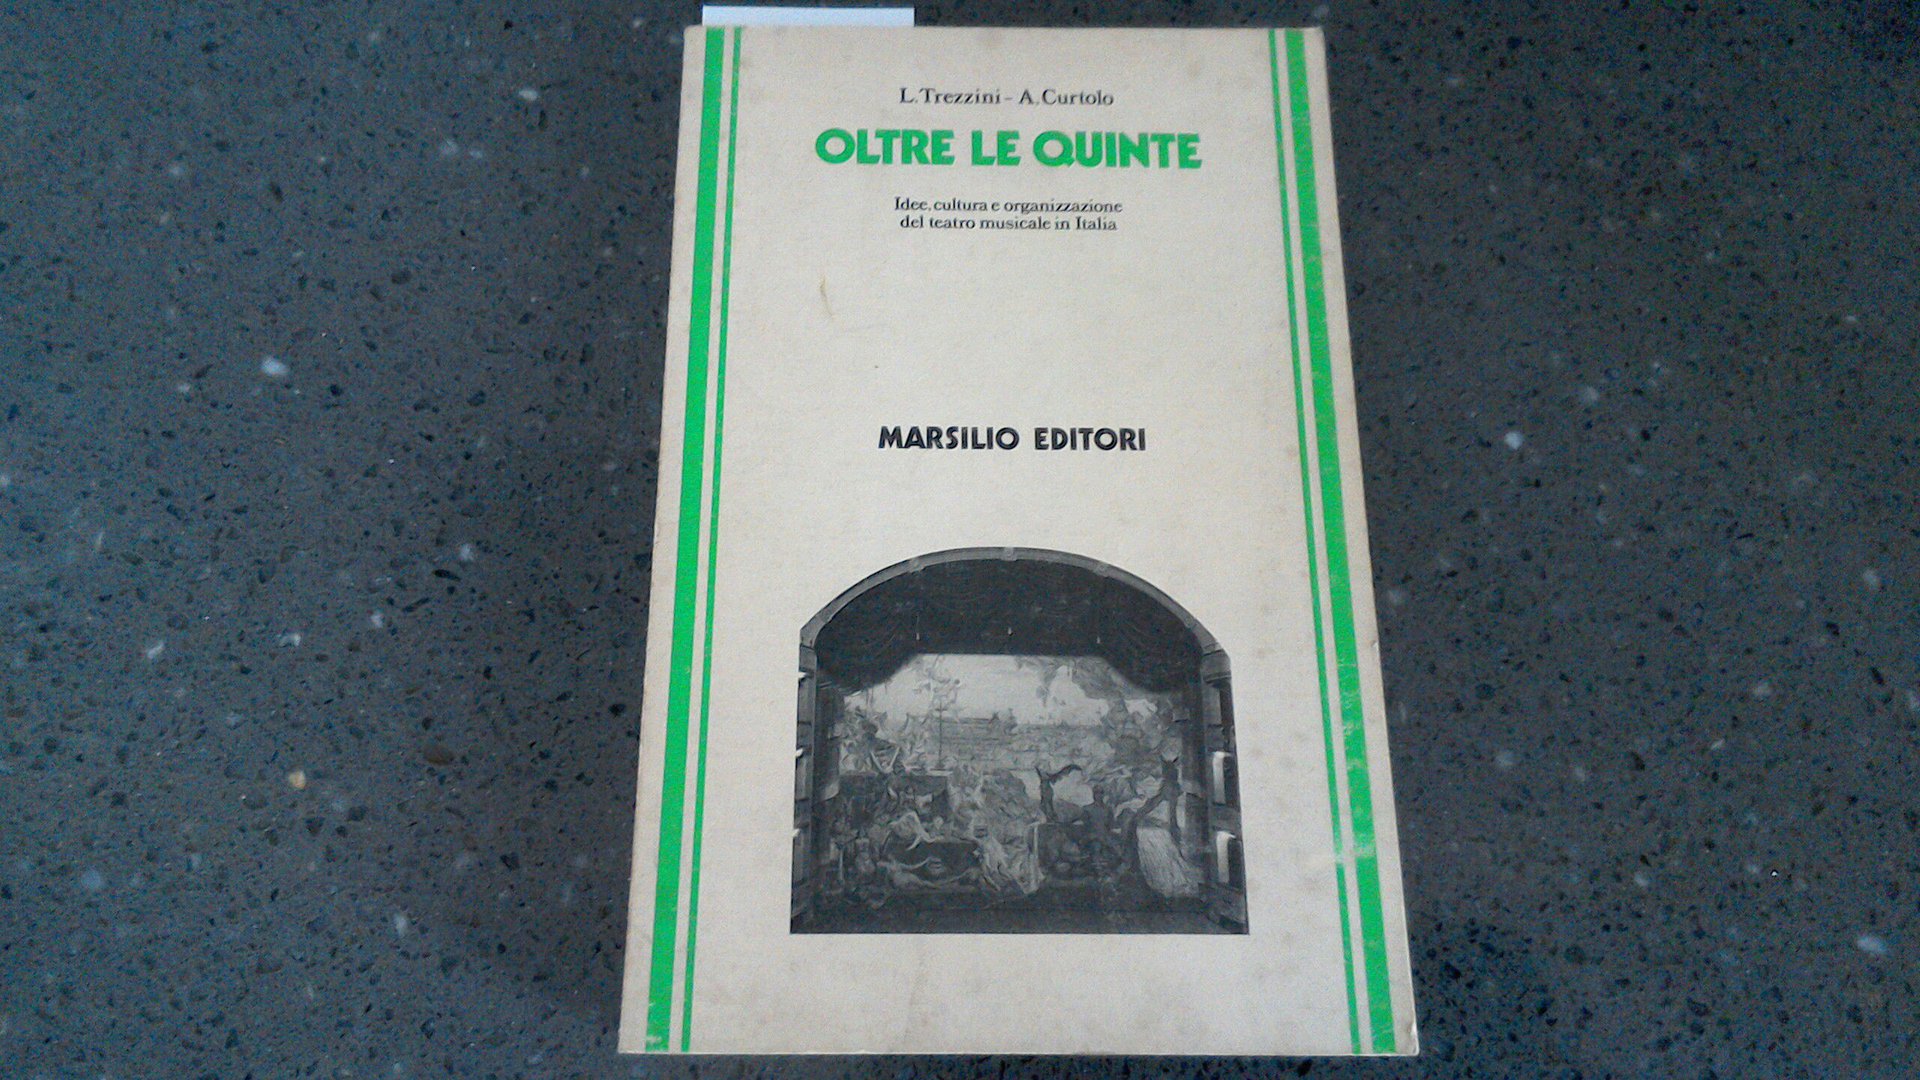 L. Trezzini - A. Curtolo
OLTRE LE QUINTE
Idee, cultura e organizzazione
del teatro musicale in Italia
MARSILIO EDITORI